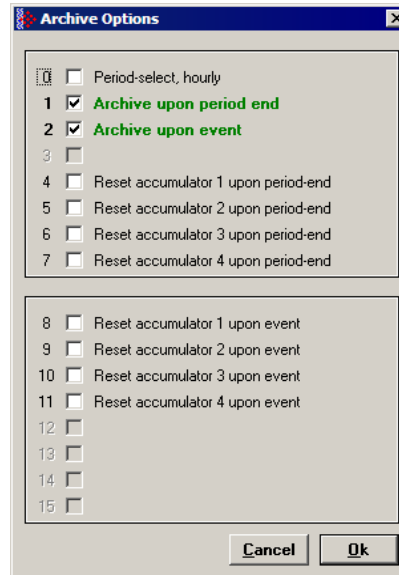 Archive Options
0 Period-select, hourly
1 Archive upon period end
2 Archive upon event
3
4 Reset accumulator 1 upon period-end
5 Reset accumulator 2 upon period-end
6 Reset accumulator 3 upon period-end
7 Reset accumulator 4 upon period-end
8 Reset accumulator 1 upon event
9 Reset accumulator 2 upon event
10 Reset accumulator 3 upon event
11 Reset accumulator 4 upon event
12
13
14
15
Cancel Ok